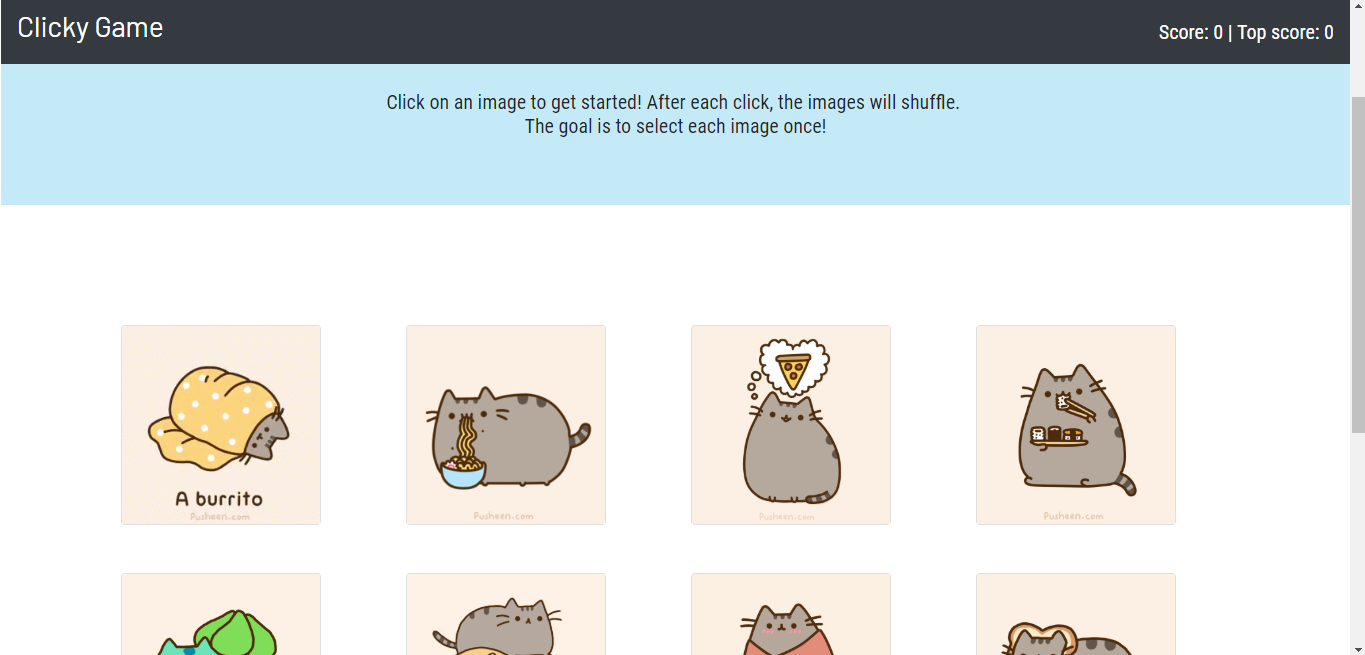 Clicky Game
Score: 0 | Top score: 0
Click on an image to get started! After each click, the images will shuffle.
The goal is to select each image once!
A burrito
Pusheen.com
Pusheen.com
Pusheen.com
Pusheen.com